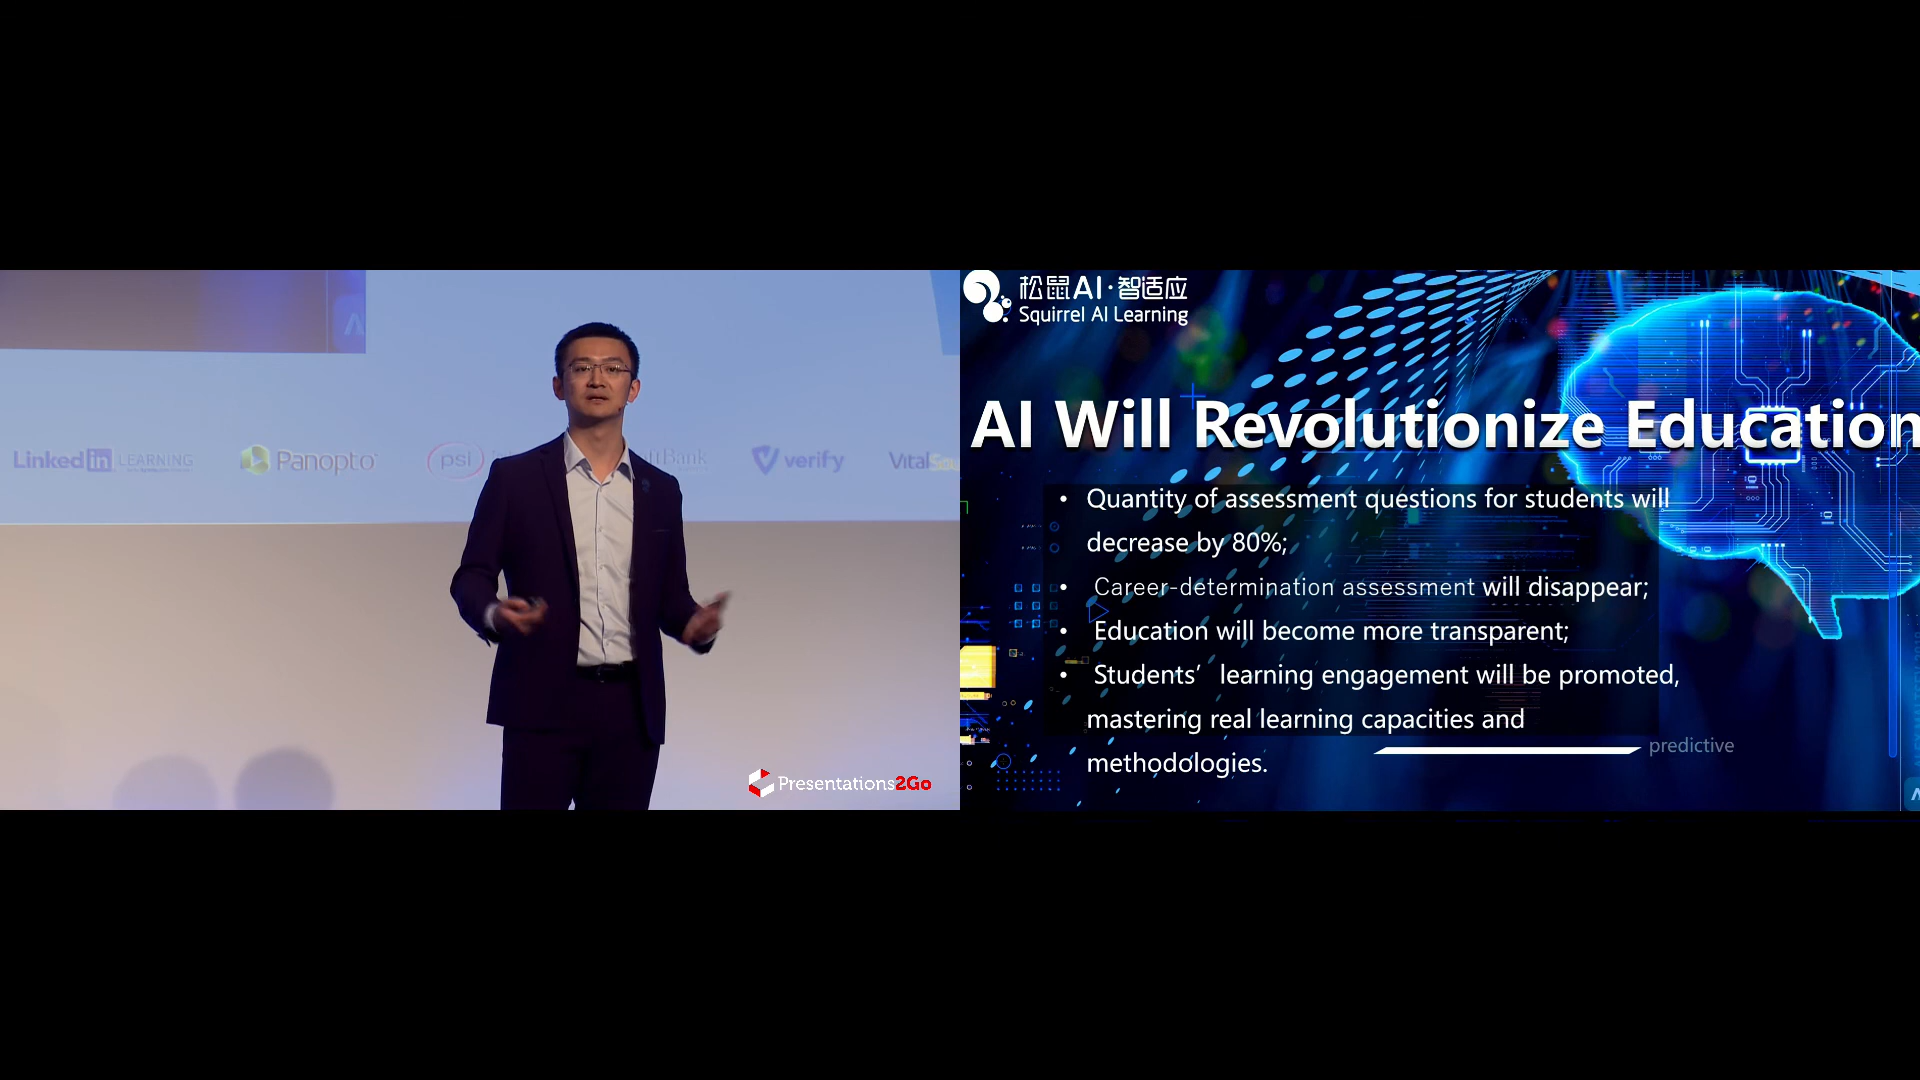 Linked in LEARNING
Panopto
psi
verify
Vital
Presentations2Go
松鼠AI·智适应
Squirrel AI Learning
AI Will Revolutionize Education
• Quantity of assessment questions for students will
decrease by 80%;
• Career-determination assessment will disappear;
• Education will become more transparent;
• Students’ learning engagement will be promoted,
mastering real learning capacities and
methodologies.
predictive